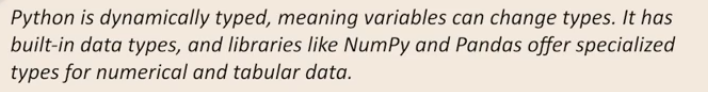 Python is dynamically typed, meaning variables can change types. It has
built-in data types, and libraries like NumPy and Pandas offer specialized
types for numerical and tabular data.